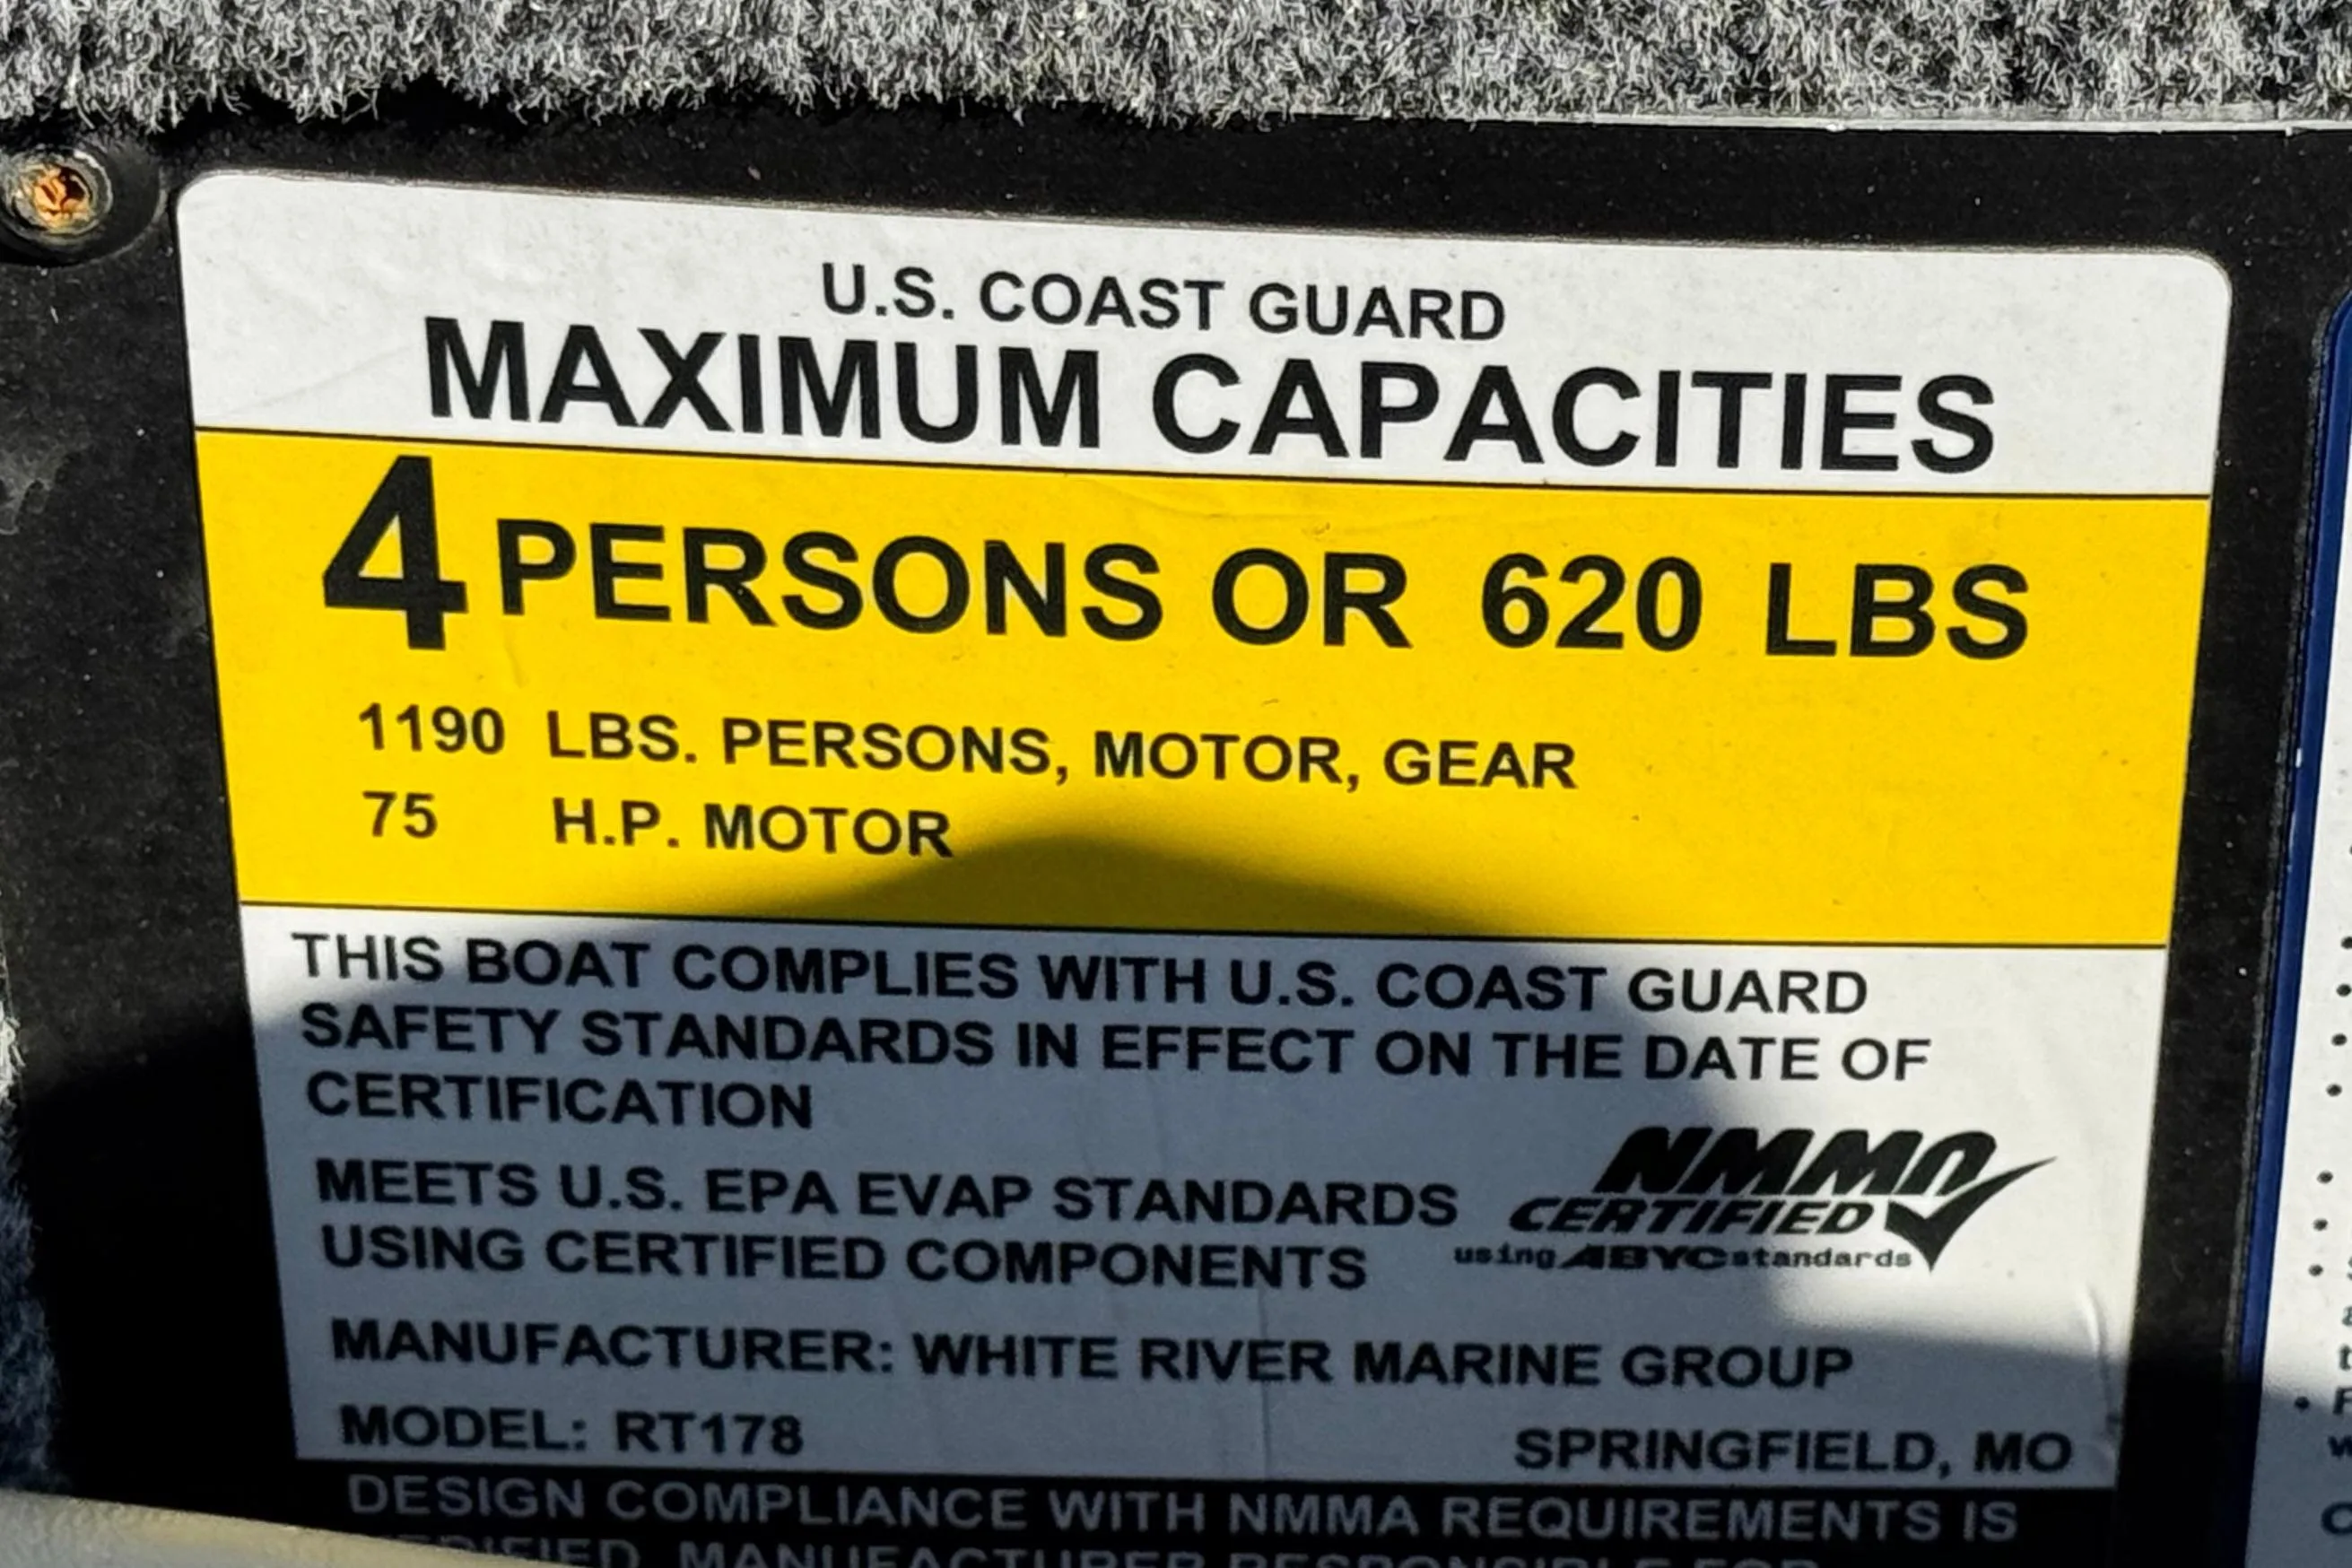 U.S. COAST GUARD
MAXIMUM CAPACITIES
4 PERSONS OR 620 LBS
1190 LBS. PERSONS, MOTOR, GEAR
75 H.P. MOTOR
THIS BOAT COMPLIES WITH U.S. COAST GUARD
SAFETY STANDARDS IN EFFECT ON THE DATE OF
CERTIFICATION
MEETS U.S. EPA EVAP STANDARDS
USING CERTIFIED COMPONENTS
NMMA
CERTIFIED
using ABYC standards
MANUFACTURER: WHITE RIVER MARINE GROUP
MODEL: RT178
SPRINGFIELD, MO
DESIGN COMPLIANCE WITH NMMA REQUIREMENTS IS
MANUFACTURER RESPONSIBLE FOR